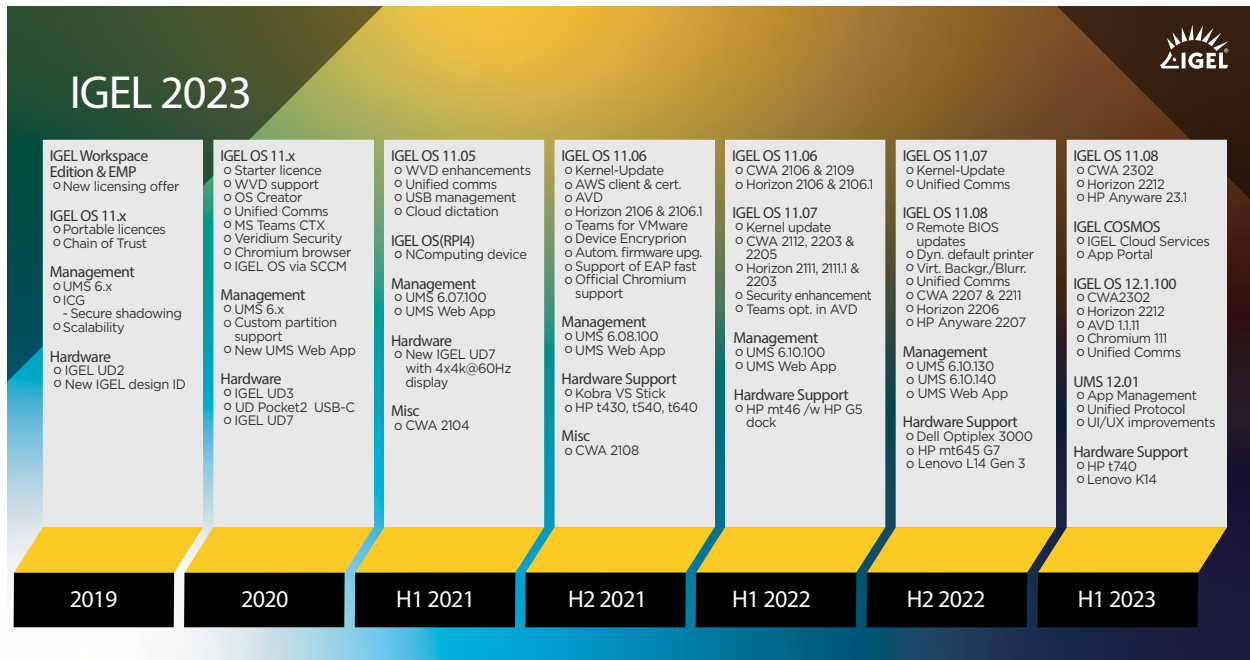 IGEL
IGEL 2023
IGEL Workspace
Edition & EMP
o New licensing offer
IGEL OS 11.x
o Portable licences
o Chain of Trust
Management
o UMS 6.x
o ICG
- Secure shadowing
o Scalability
Hardware
o IGEL UD2
o New IGEL design ID
2019
IGEL OS 11.x
o Starter licence
o WVD support
o OS Creator
o Unified Comms
o MS Teams CTX
o Veridium Security
o Chromium browser
o IGEL OS via SCCM
Management
o UMS 6.x
o Custom partition
support
o New UMS Web App
Hardware
o IGEL UD3
o UD Pocket2 USB-C
o IGEL UD7
2020
IGEL OS 11.05
o WVD enhancements
o Unified comms
o USB management
o Cloud dictation
IGEL OS(RPI4)
o NComputing device
Management
o UMS 6.07.100
o UMS Web App
Hardware
o New IGEL UD7
with 4x4k@60Hz
display
Misc
o CWA 2104
H1 2021
IGEL OS 11.06
o Kernel-Update
o AWS client & cert.
o AVD
o Horizon 2106 & 2106.1
o Teams for VMware
o Device Encryprion
o Autom. firmware upg.
o Support of EAP fast
o Official Chromium
support
Management
o UMS 6.08.100
o UMS Web App
Hardware Support
o Kobra VS Stick
o HP t430, t540, t640
Misc
o CWA 2108
H2 2021
IGEL OS 11.06
o CWA 2106 & 2109
o Horizon 2106 & 2106.1
IGEL OS 11.07
o Kernel update
o CWA 2112, 2203 &
2205
o Horizon 2111, 2111.1 &
2203
o Security enhancement
o Teams opt. in AVD
Management
o UMS 6.10.100
o UMS Web App
Hardware Support
o HP mt46 /w HP G5
dock
H1 2022
IGEL OS 11.07
o Kernel-Update
o Unified Comms
IGEL OS 11.08
o Remote BIOS
updates
o Dyn. default printer
o Virt. Backgr./Blurr.
o Unified Comms
o CWA 2207 & 2211
o Horizon 2206
o HP Anyware 2207
Management
o UMS 6.10.130
o UMS 6.10.140
o UMS Web App
Hardware Support
o Dell Optiplex 3000
o HP mt645 G7
o Lenovo L14 Gen 3
H2 2022
IGEL OS 11.08
o CWA 2302
o Horizon 2212
o HP Anyware 23.1
IGEL COSMOS
o IGEL Cloud Services
o App Portal
IGEL OS 12.1.100
o CWA2302
o Horizon 2212
o AVD 1.1.11
o Chromium 111
o Unified Comms
UMS 12.01
o App Management
o Unified Protocol
o UI/UX improvements
Hardware Support
o HP t740
o Lenovo K14
H1 2023